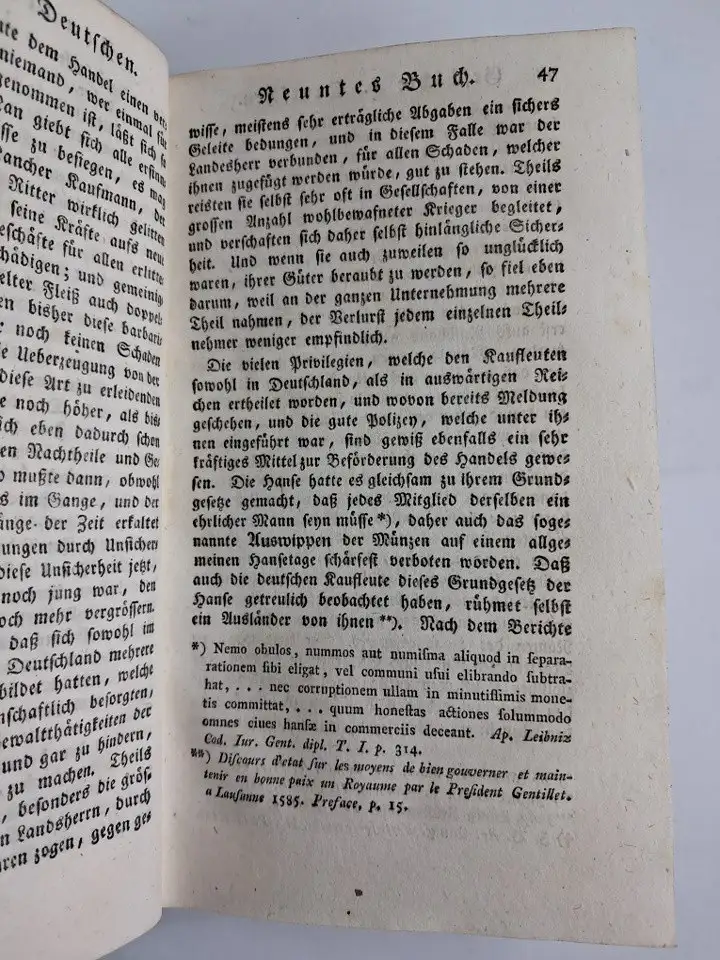 Deutschen.
dem Handel einen
niemand, wer einmal
genommen ist, läßt sich
giebt sich alle
zu besiegen, es mag
mancher Kaufmann, der
Ritter wirklich gelitten
seine Kräfte aufs neue
für allen
und gemeinig
Fleiß auch doppel
bisher diese barbari
noch keinen Schaden
Ueberzeugung von der
diese Art zu erleidenden
noch höher, als bis⸗
eben dadurch schon
Nachtheile und Ge
mußte dann, obwohl
im Gange, und der
der Zeit erkaltet
durch Unsicher⸗
diese Unsicherheit jetzt,
noch jung war, den
noch mehr vergrössern.
daß sich sowohl im
Deutschland mehrere
hatten, welche
besorgten,
der
und gar zu hindern,
zu machen. Theils
besonders die grös⸗
Landsherrn, durch
zogen, gegen ge⸗
Neuntes Buch. 47
wisse, meistens sehr erträgliche Abgaben ein sichers
Geleite bedungen, und in diesem Falle war der
Landesherr verbunden, für allen Schaden, welcher
ihnen zugefügt werden würde, gut zu stehen. Theils
reisten sie selbst sehr oft in Gesellschaften, von einer
grossen Anzahl wohlbewafneter Krieger begleitet,
und verschaften sich daher selbst hinlängliche Sicher⸗
heit. Und wenn sie auch zuweilen so unglücklich
waren, ihrer Güter beraubt zu werden, so fiel eben
darum, weil an der ganzen Unternehmung mehrere
Theil nahmen, der Verlurst jedem einzelnen Theil⸗
nehmer weniger empfindlich.
Die vielen Privilegien, welche den Kaufleuten
sowohl in Deutschland, als in auswärtigen Rei⸗
chen ertheilet worden, und wovon bereits Meldung
geschehen, und die gute Polizey, welche unter ih⸗
nen eingeführt war, sind gewiß ebenfalls ein sehr
kräftiges Mittel zur Beförderung des Handels gewe⸗
sen. Die Hanse hatte es gleichsam zu ihrem Grund⸗
gesetze gemacht, daß jedes Mitglied derselben ein
ehrlicher Mann seyn müsse *), daher auch das soge⸗
nannte Auswippen der Münzen auf einem allge⸗
meinen Hansetage schärfest verboten worden. Daß
auch die deutschen Kaufleute dieses Grundgesetz der
Hanse getreulich beobachtet haben, rühmet selbst
ein Ausländer von ihnen **). Nach dem Berichte
*) Nemo obulos, nummos aut numiſma aliquod in ſepara-
rationem ſibi eligat, vel communi uſui elibrando ſubtra-
hat, . . . nec corruptionem ullam in minutiſſimis mone-
tis committat, . . . quum honeſtas actiones ſolummodo
omnes ciues hanſæ in commerciis deceant. Ap. Leibniz
Cod. Iur. Gent. dipl. T. I. p. 314.
**) Diſcours d'etat ſur les moyens de bien gouverner et main-
tenir en bonne paix un Royaume par le Preſident Gentillet.
a Lauſanne 1585. Preface, p. 15.